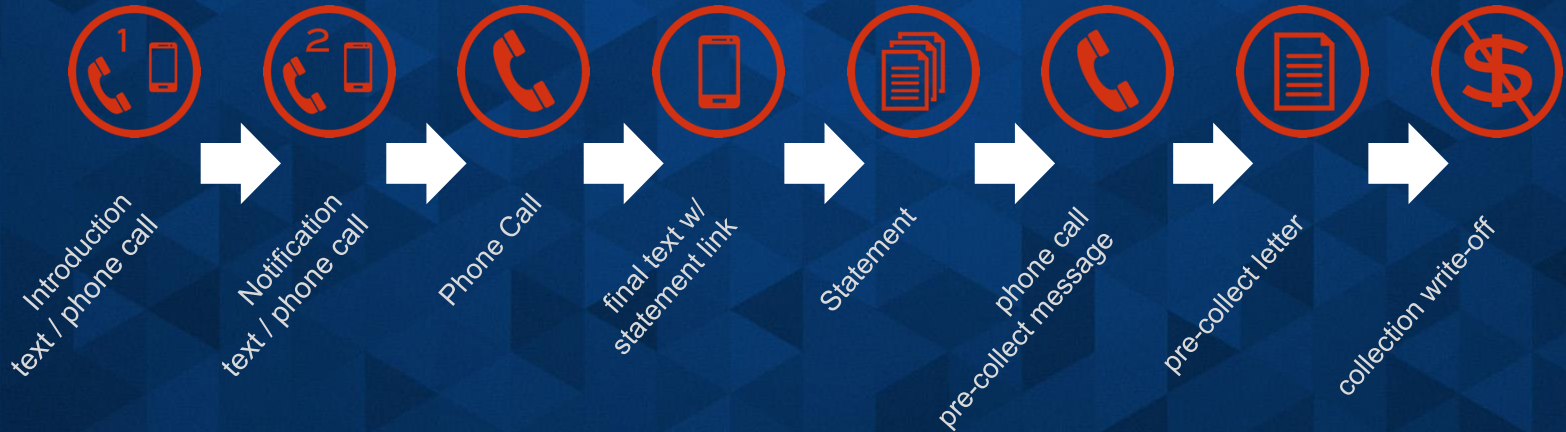 1
2
Introduction
text / phone call
Notification
text / phone call
Phone Call
final text w/
statement link
Statement
phone call
pre-collect message
pre-collect letter
collection write-off